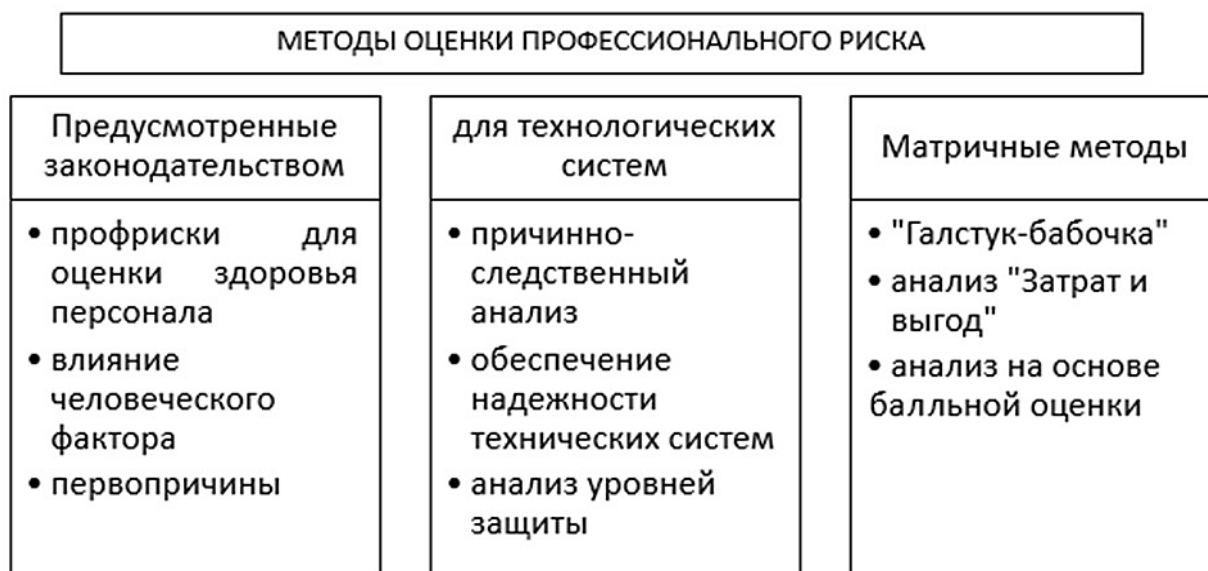 МЕТОДЫ ОЦЕНКИ ПРОФЕССИОНАЛЬНОГО РИСКА
Предусмотренные
законодательством
• профриски для
оценки здоровья
персонала
• влияние
человеческого
фактора
• первопричины
для технологических
систем
• причинно-
следственный
анализ
• обеспечение
надежности
технических систем
• анализ уровней
защиты
Матричные методы
• "Галстук-бабочка"
• анализ "Затрат и
выгод"
• анализ на основе
балльной оценки